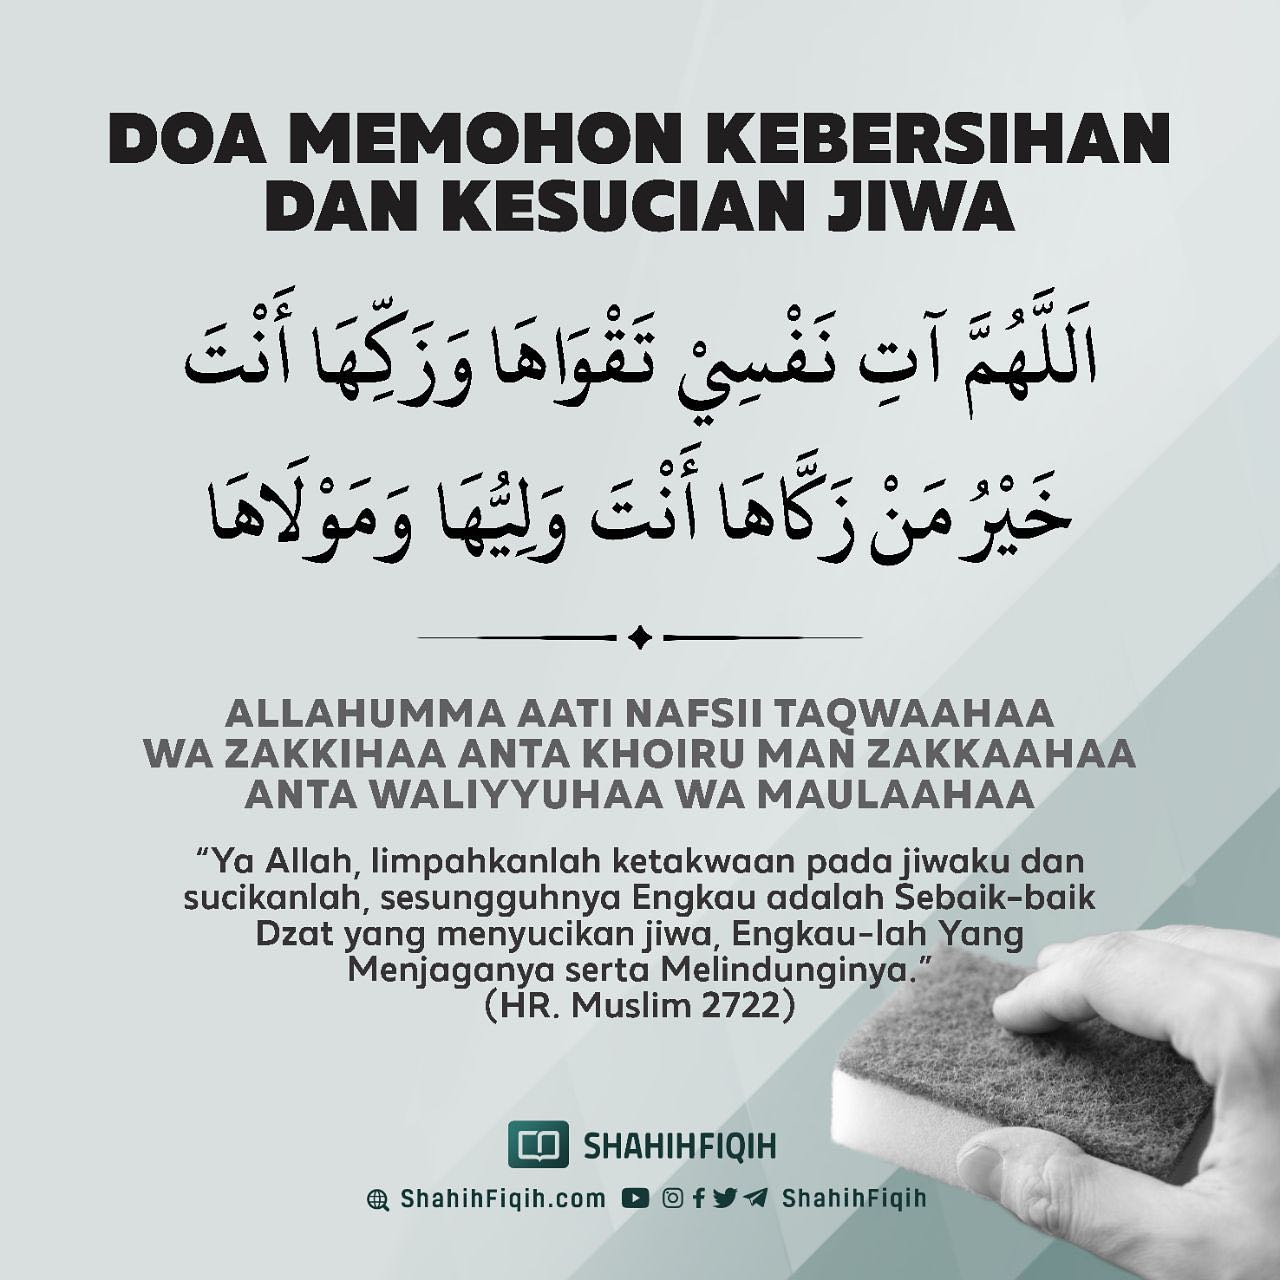 DOA MEMOHON KEBERSIHAN
DAN KESUCIAN JIWA
اَللَّهُمَّ آتِ نَفْسِيْ تَقْوَاهَا وَزَكِّهَا أَنْتَ
خَيْرُ مَنْ زَكَّاهَا أَنْتَ وَلِيُّهَا وَمَوْلَاهَا
ALLAHUMMA AATI NAFSII TAQWAAHAA
WA ZAKKIHAA ANTA KHOIRU MAN ZAKKAAHAA
ANTA WALIYYUHAA WA MAULAAHAA
“Ya Allah, limpahkanlah ketakwaan pada jiwaku dan
sucikanlah, sesungguhnya Engkau adalah Sebaik-baik
Dzat yang menyucikan jiwa, Engkau-lah Yang
Menjaganya serta Melindunginya.”
(HR. Muslim 2722)
SHAHIHFIQIH
ShahihFiqih.com ShahihFiqih